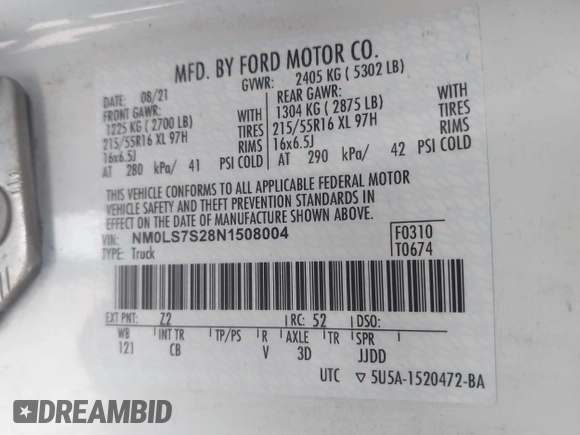 MFD. BY FORD MOTOR CO.
DATE: 08/21 GVWR: 2405 KG ( 5302 LB)
FRONT GAWR: REAR GAWR:
1225 KG ( 2700 LB) 1304 KG ( 2875 LB)
215/55R16 XL 97H TIRES 215/55R16 XL 97H TIRES
16x6.5J RIMS 16x6.5J RIMS
AT 280 kPa/ 41 PSI COLD AT 290 kPa/ 42 PSI COLD
THIS VEHICLE CONFORMS TO ALL APPLICABLE FEDERAL MOTOR
VEHICLE SAFETY AND THEFT PREVENTION STANDARDS IN
EFFECT ON THE DATE OF MANUFACTURE SHOWN ABOVE.
VIN: NM0LS7S28N1508004 F0310
TYPE: Truck T0674
EXT PNT: Z2 RC: 52 DSO:
WB INT TR TP/PS R AXLE TR SPR
121 CB V 3D JJDD
UTC ▽ 5U5A-1520472-BA
DREAMBID